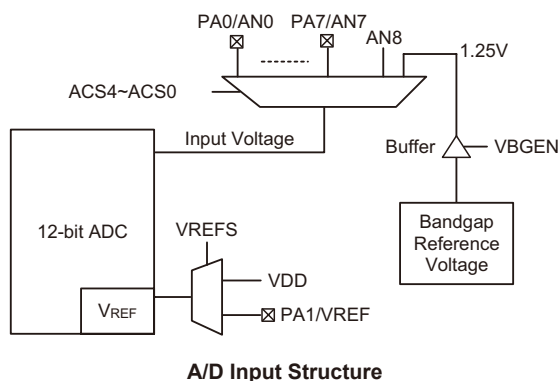 PA0/AN0
PA7/AN7
AN8
1.25V
ACS4~ACS0
Input Voltage
Buffer
VBGEN
12-bit ADC
VREFS
Bandgap
Reference
Voltage
VDD
VREF
PA1/VREF
A/D Input Structure